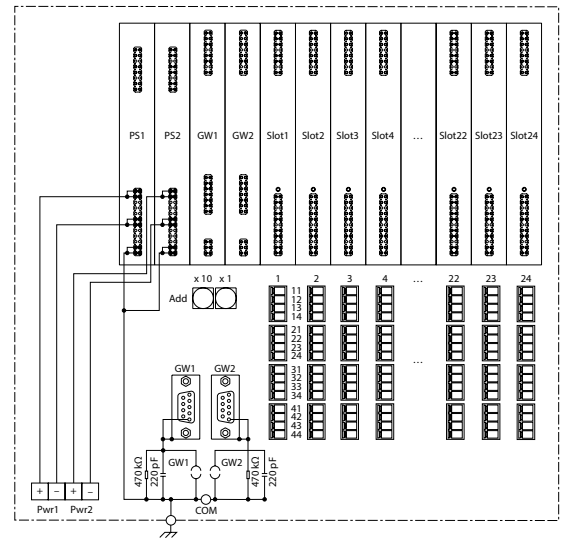 PS1 PS2 GW1 GW2 Slot1 Slot2 Slot3 Slot4 ... Slot22 Slot23 Slot24
x 10 x 1
Add
1 2 3 4 ... 22 23 24
11
12
13
14
21
22
23
24
...
31
32
33
34
41
42
43
44
GW1 GW2
GW1 GW2
470 kΩ
220 pF
470 kΩ
220 pF
COM
+ – + –
Pwr1 Pwr2